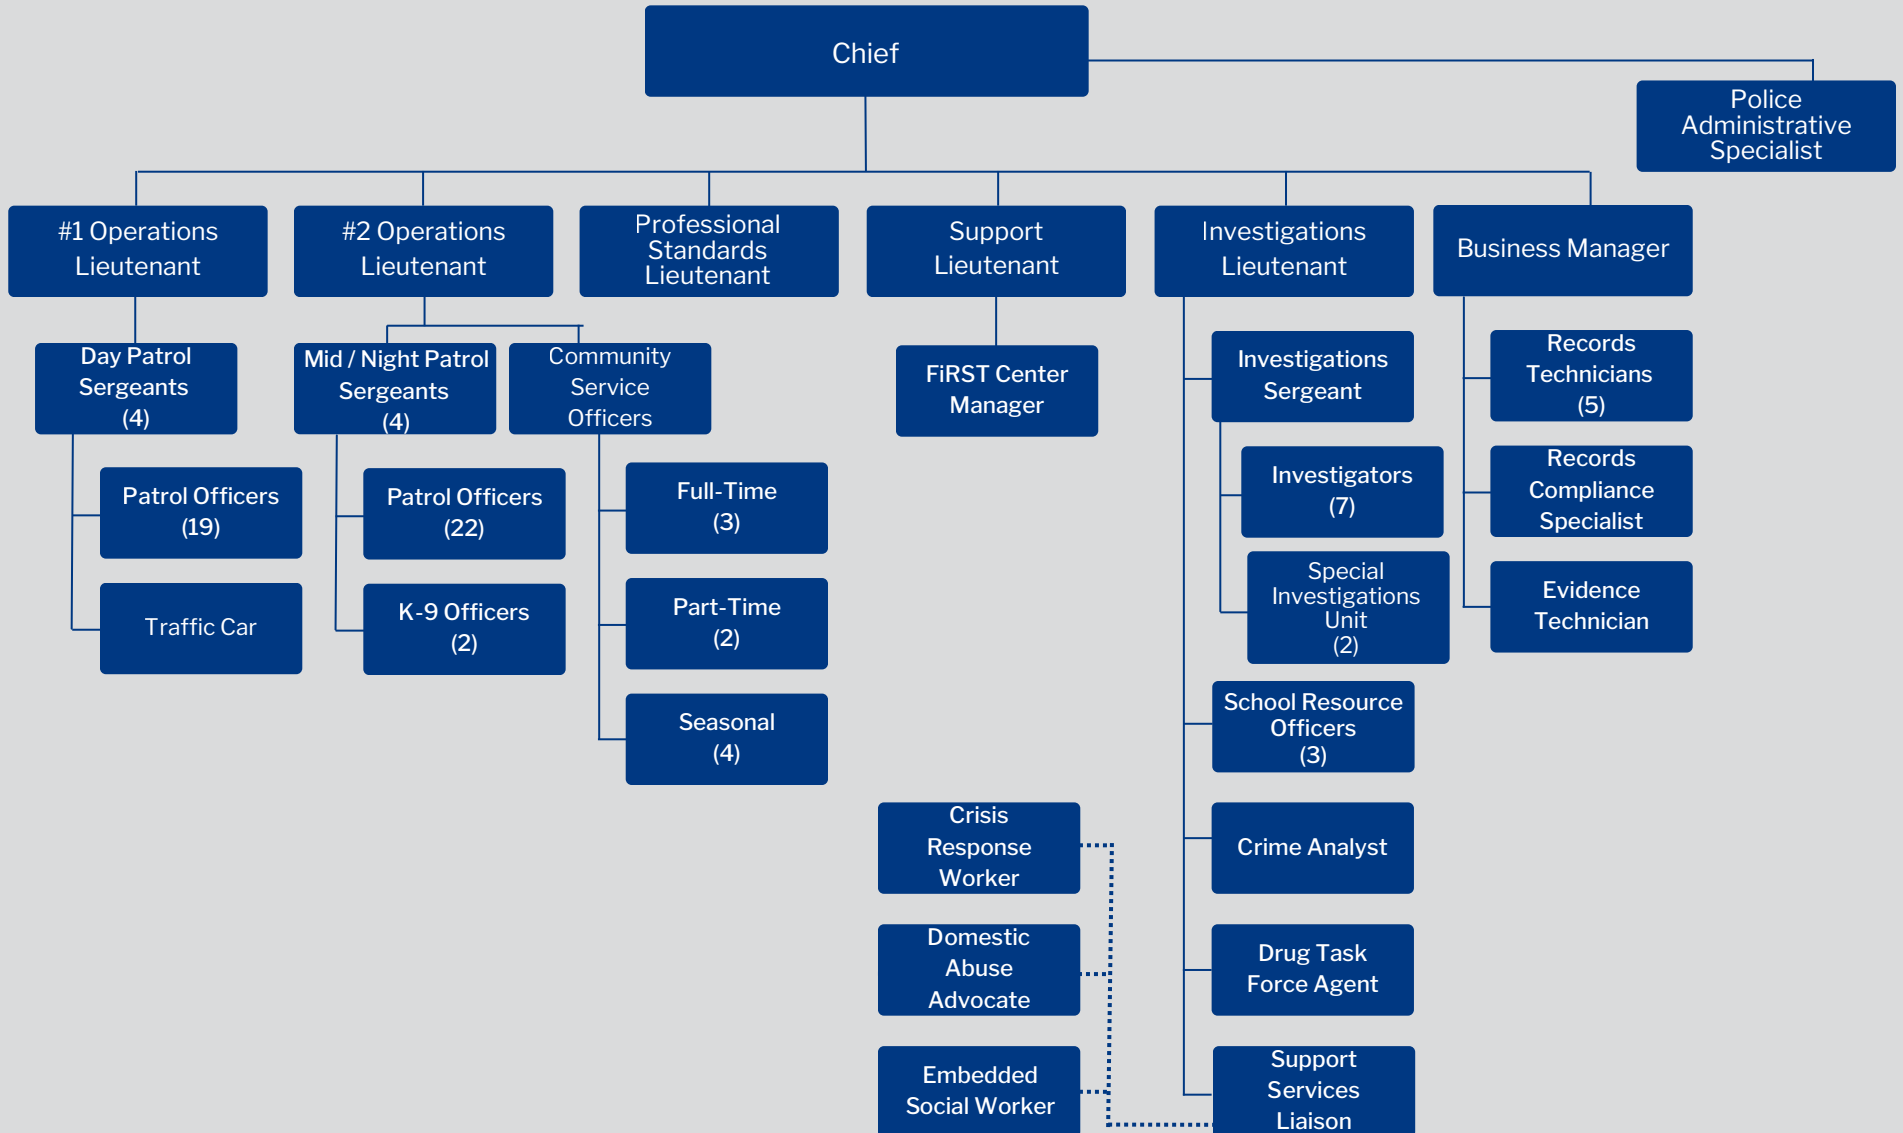 Chief
Police
Administrative
Specialist
#1 Operations
Lieutenant
#2 Operations
Lieutenant
Professional
Standards
Lieutenant
Support
Lieutenant
Investigations
Lieutenant
Business Manager
Day Patrol
Sergeants
(4)
Mid / Night Patrol
Sergeants
(4)
Community
Service
Officers
FiRST Center
Manager
Investigations
Sergeant
Records
Technicians
(5)
Patrol Officers
(19)
Patrol Officers
(22)
Full-Time
(3)
Investigators
(7)
Records
Compliance
Specialist
Traffic Car
K-9 Officers
(2)
Part-Time
(2)
Special
Investigations
Unit
(2)
Evidence
Technician
Seasonal
(4)
School Resource
Officers
(3)
Crisis
Response
Worker
Crime Analyst
Domestic
Abuse
Advocate
Drug Task
Force Agent
Embedded
Social Worker
Support
Services
Liaison